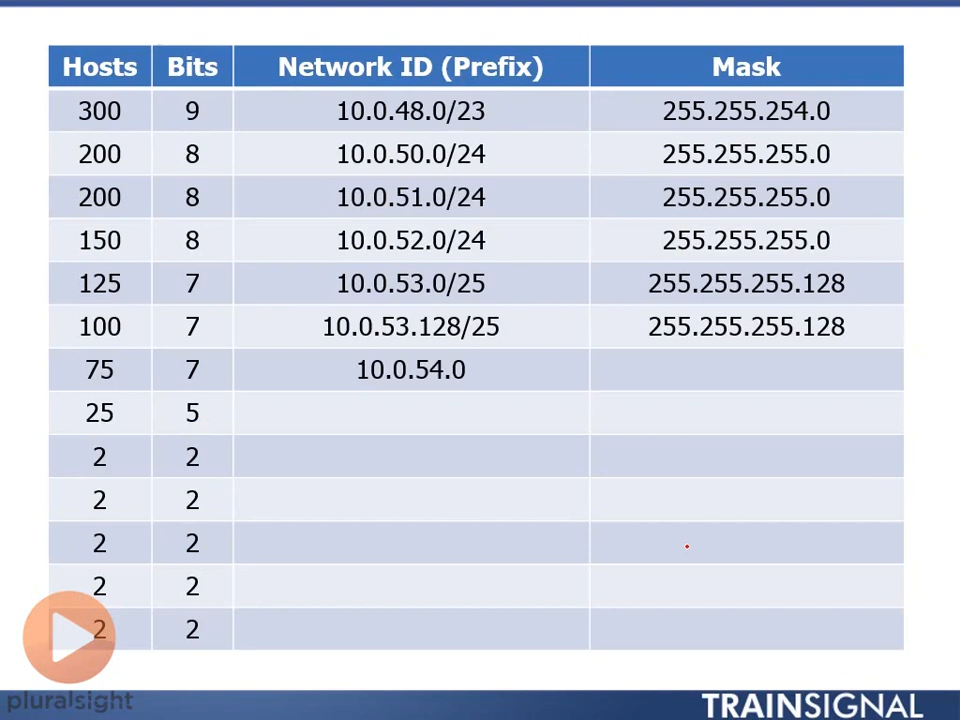 Hosts Bits Network ID (Prefix) Mask
300 9 10.0.48.0/23 255.255.254.0
200 8 10.0.50.0/24 255.255.255.0
200 8 10.0.51.0/24 255.255.255.0
150 8 10.0.52.0/24 255.255.255.0
125 7 10.0.53.0/25 255.255.255.128
100 7 10.0.53.128/25 255.255.255.128
75 7 10.0.54.0
25 5
2 2
2 2
2 2
2 2
2 2
pluralsight TRAINSIGNAL